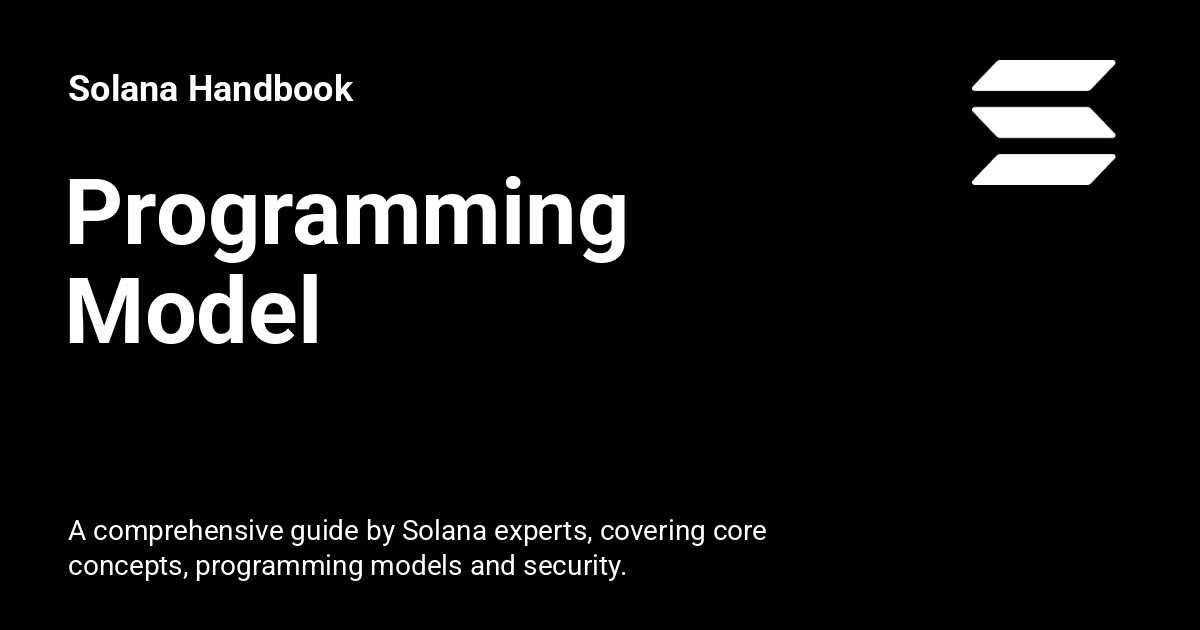 Solana Handbook
Programming
Model
A comprehensive guide by Solana experts, covering core
concepts, programming models and security.